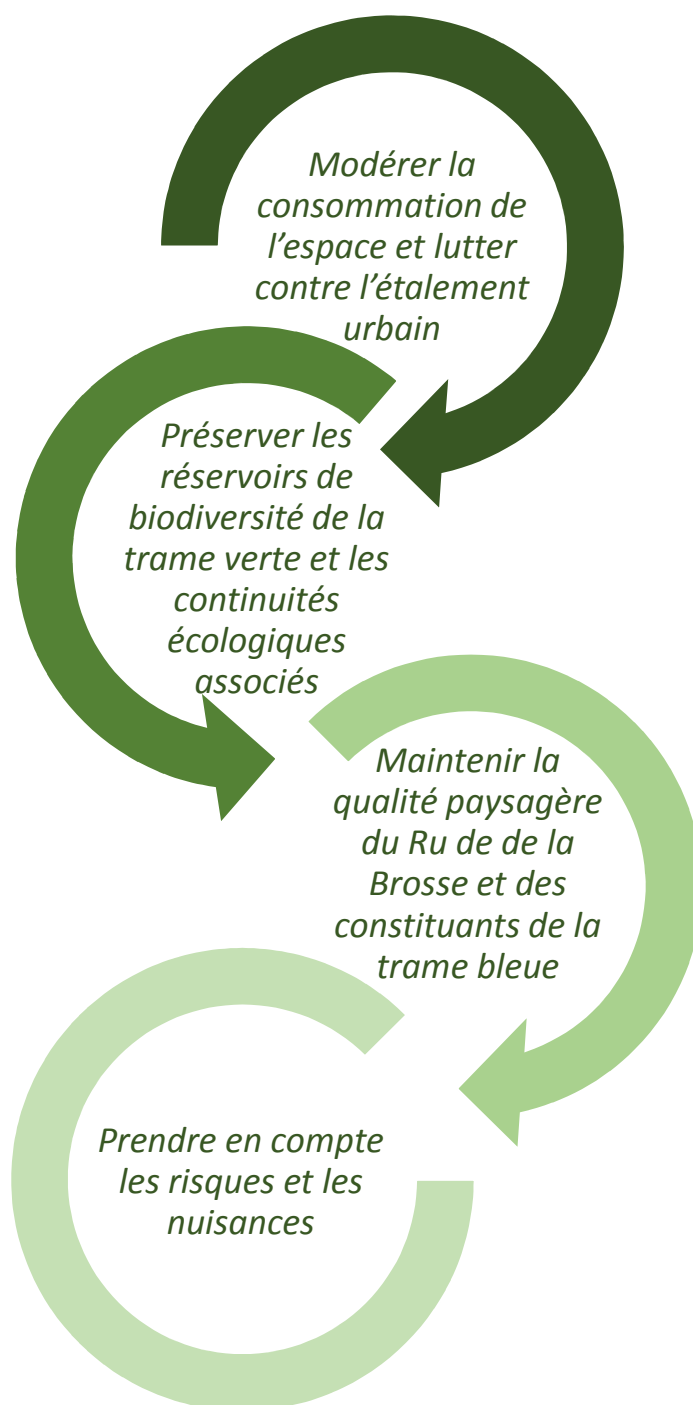 Modérer la
consommation de
l’espace et lutter
contre l’étalement
urbain
Préserver les
réservoirs de
biodiversité de la
trame verte et les
continuités
écologiques
associés
Maintenir la
qualité paysagère
du Ru de de la
Brosse et des
constituants de la
trame bleue
Prendre en compte
les risques et les
nuisances